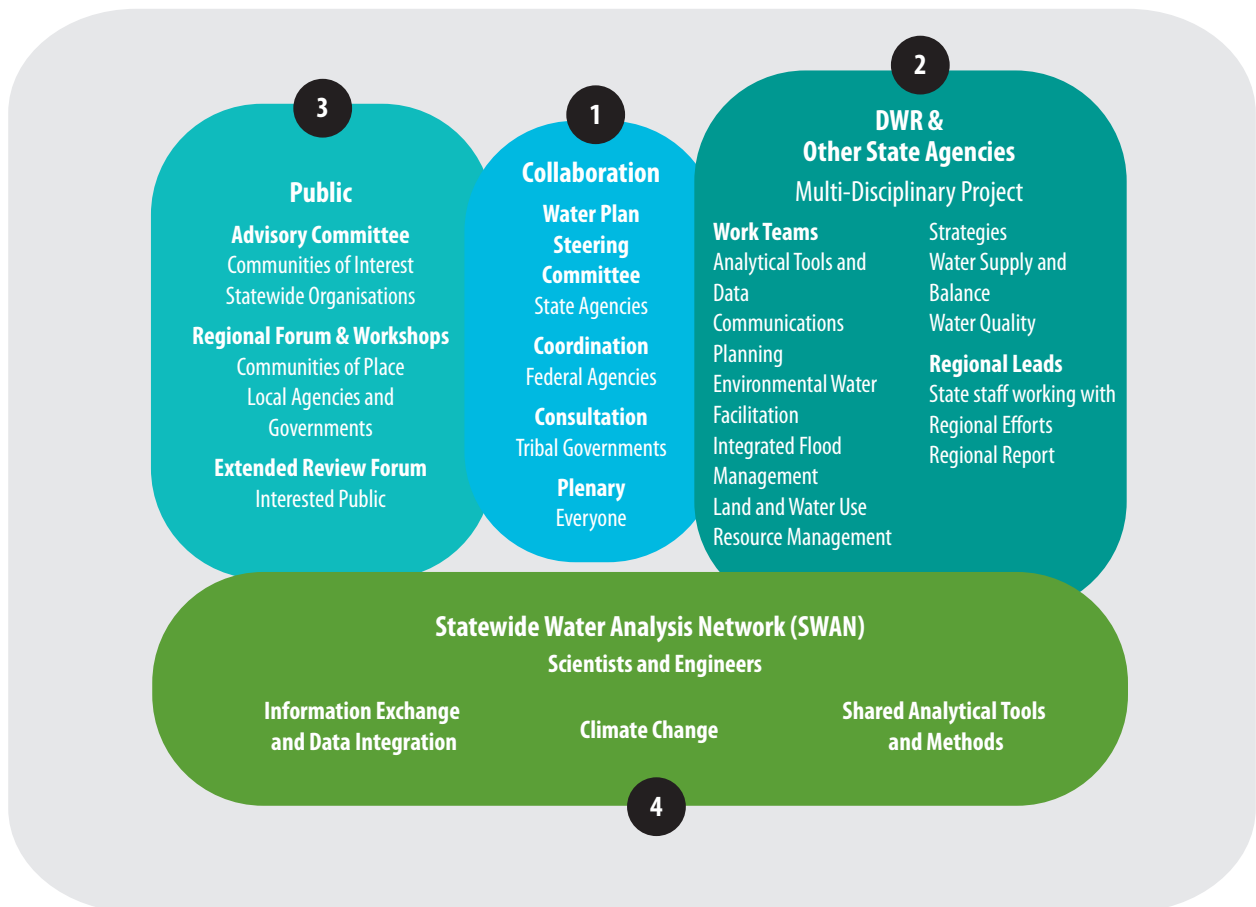 3
Public
Advisory Committee
Communities of Interest
Statewide Organisations
Regional Forum & Workshops
Communities of Place
Local Agencies and
Governments
Extended Review Forum
Interested Public
1
Collaboration
Water Plan
Steering
Committee
State Agencies
Coordination
Federal Agencies
Consultation
Tribal Governments
Plenary
Everyone
2
DWR &
Other State Agencies
Multi-Disciplinary Project
Work Teams
Analytical Tools and
Data
Communications
Planning
Environmental Water
Facilitation
Integrated Flood
Management
Land and Water Use
Resource Management
Strategies
Water Supply and
Balance
Water Quality
Regional Leads
State staff working with
Regional Efforts
Regional Report
Statewide Water Analysis Network (SWAN)
Scientists and Engineers
Information Exchange
and Data Integration
Climate Change
Shared Analytical Tools
and Methods
4